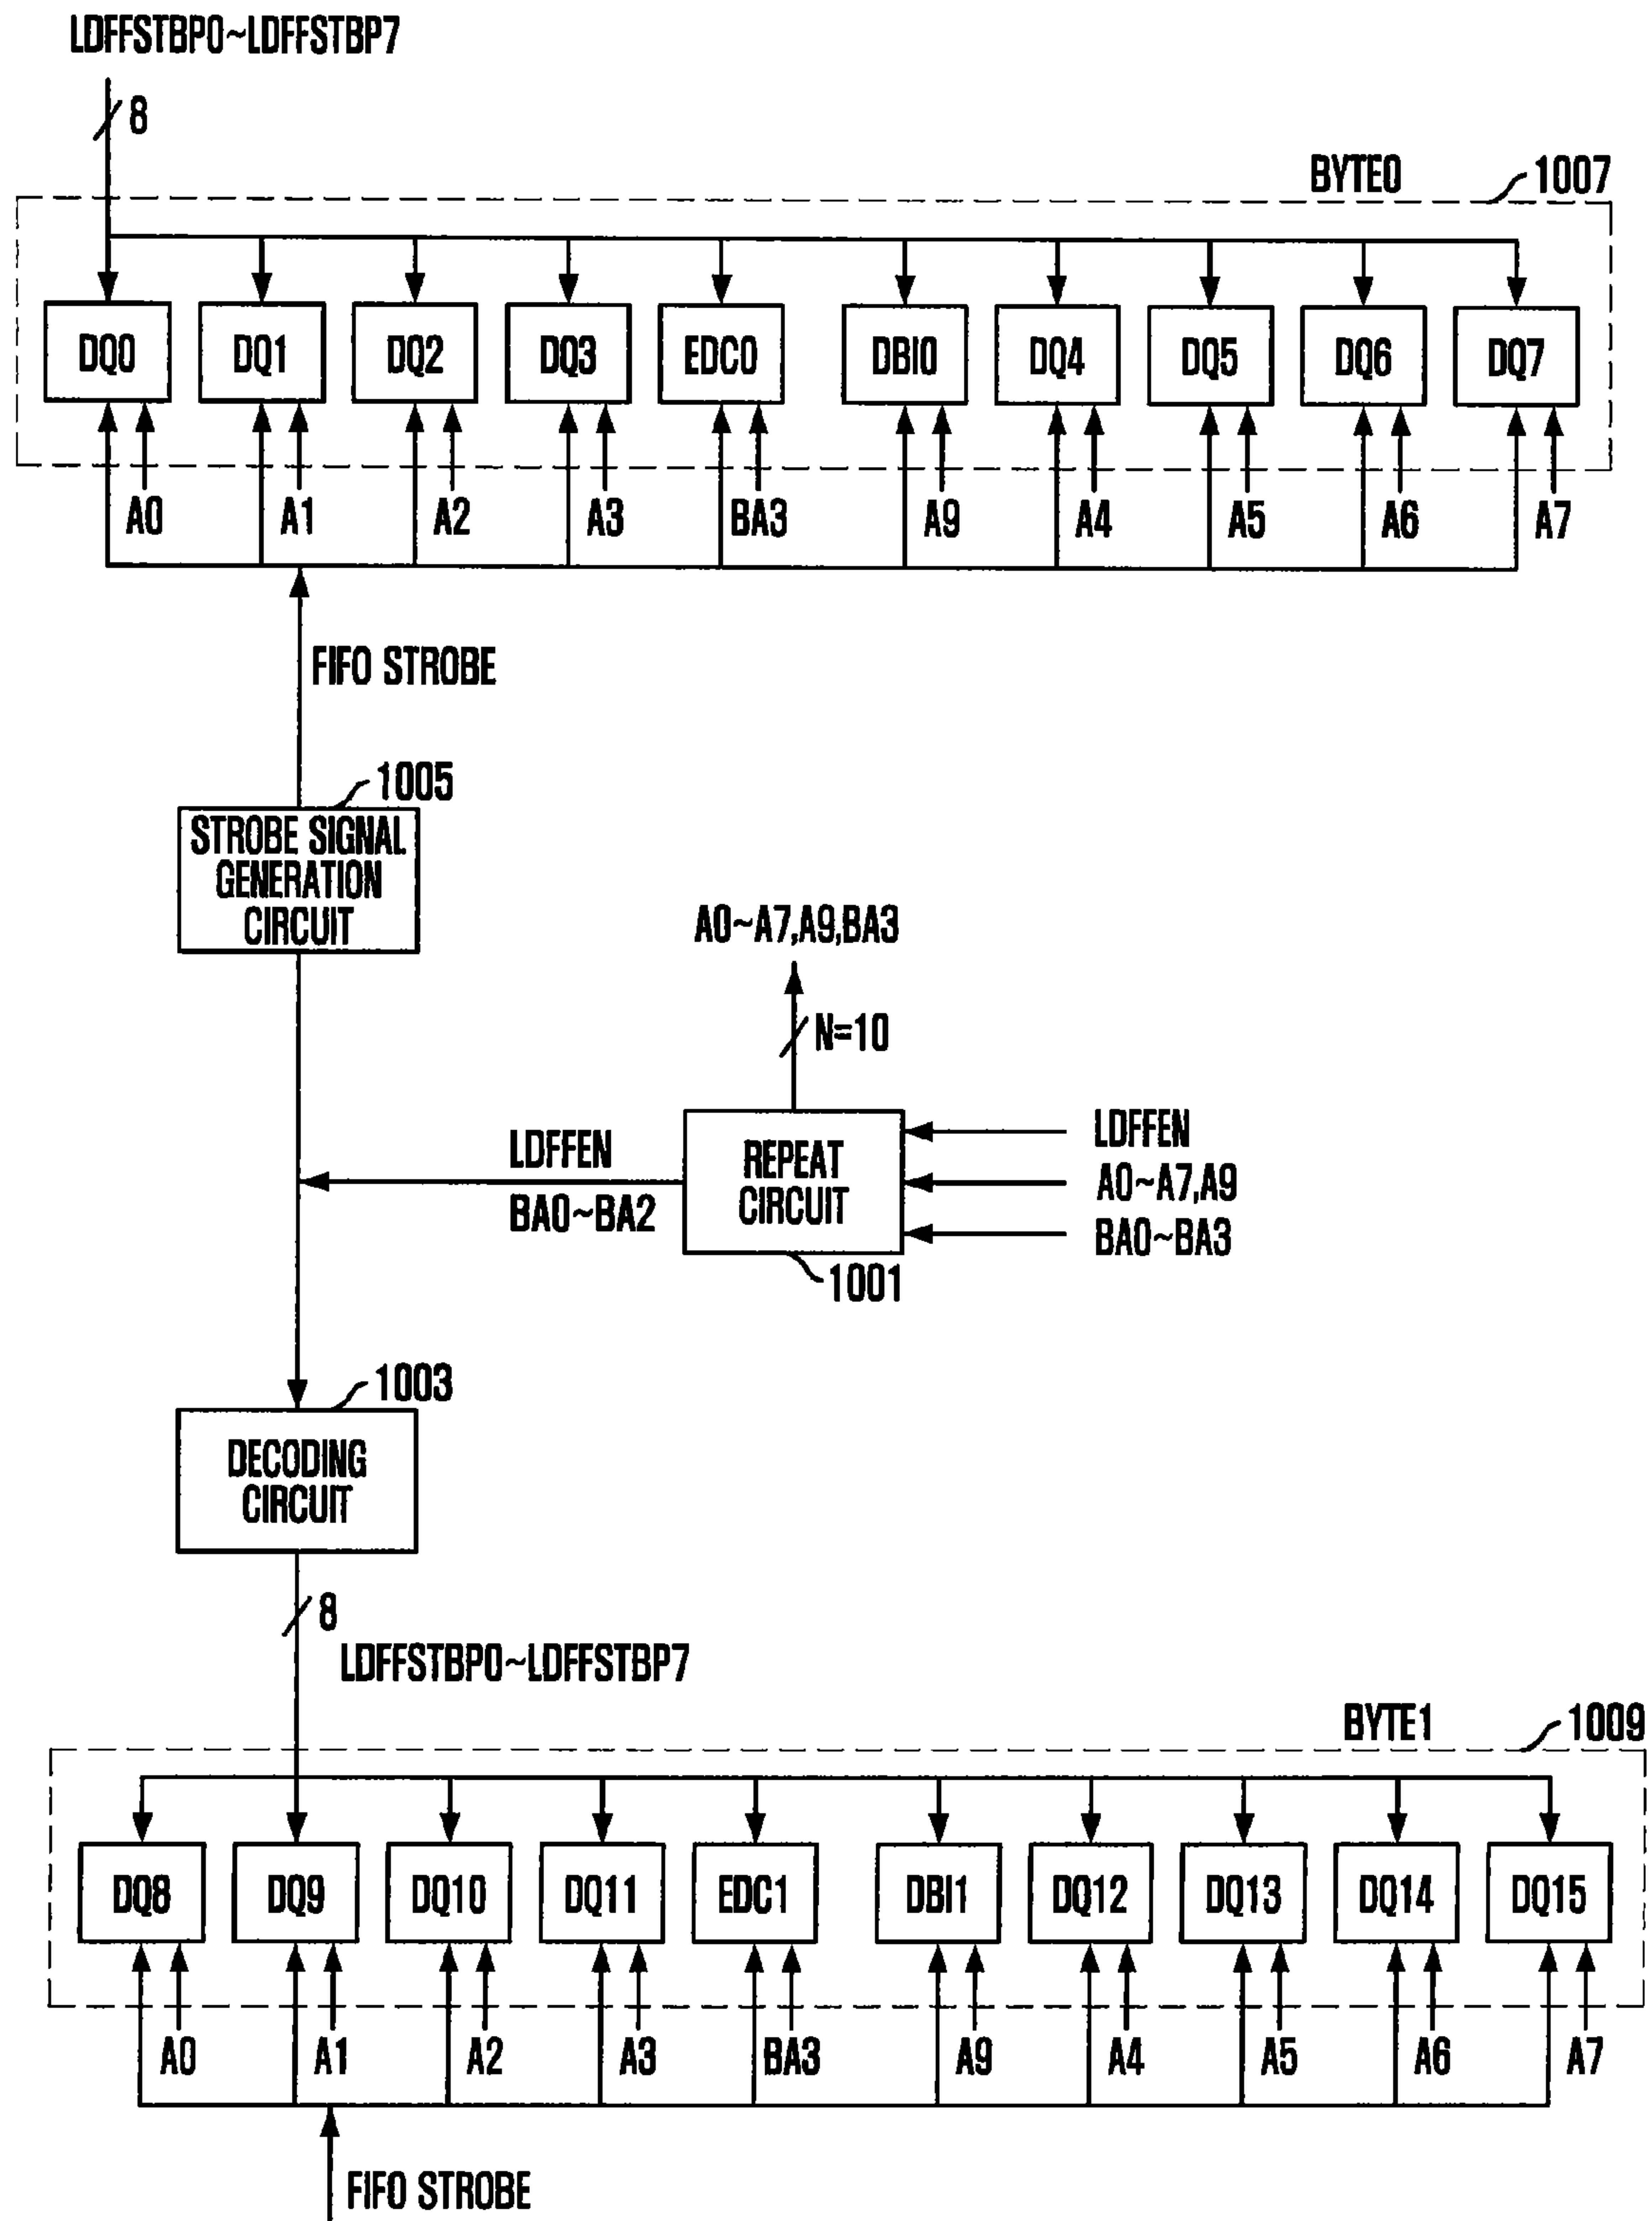 LDFFSTBP0~LDFFSTBP7
8
BYTE0
1007
DQ0 DQ1 DQ2 DQ3 EDC0 DBI0 DQ4 DQ5 DQ6 DQ7
A0 A1 A2 A3 BA3 A9 A4 A5 A6 A7
FIFO STROBE
1005
STROBE SIGNAL
GENERATION
CIRCUIT
A0~A7,A9,BA3
N=10
LDFFEN
BA0~BA2
REPEAT
CIRCUIT
LDFFEN
A0~A7,A9
BA0~BA3
1001
1003
DECODING
CIRCUIT
8
LDFFSTBP0~LDFFSTBP7
BYTE1
1009
DQ8 DQ9 DQ10 DQ11 EDC1 DBI1 DQ12 DQ13 DQ14 DQ15
A0 A1 A2 A3 BA3 A9 A4 A5 A6 A7
FIFO STROBE